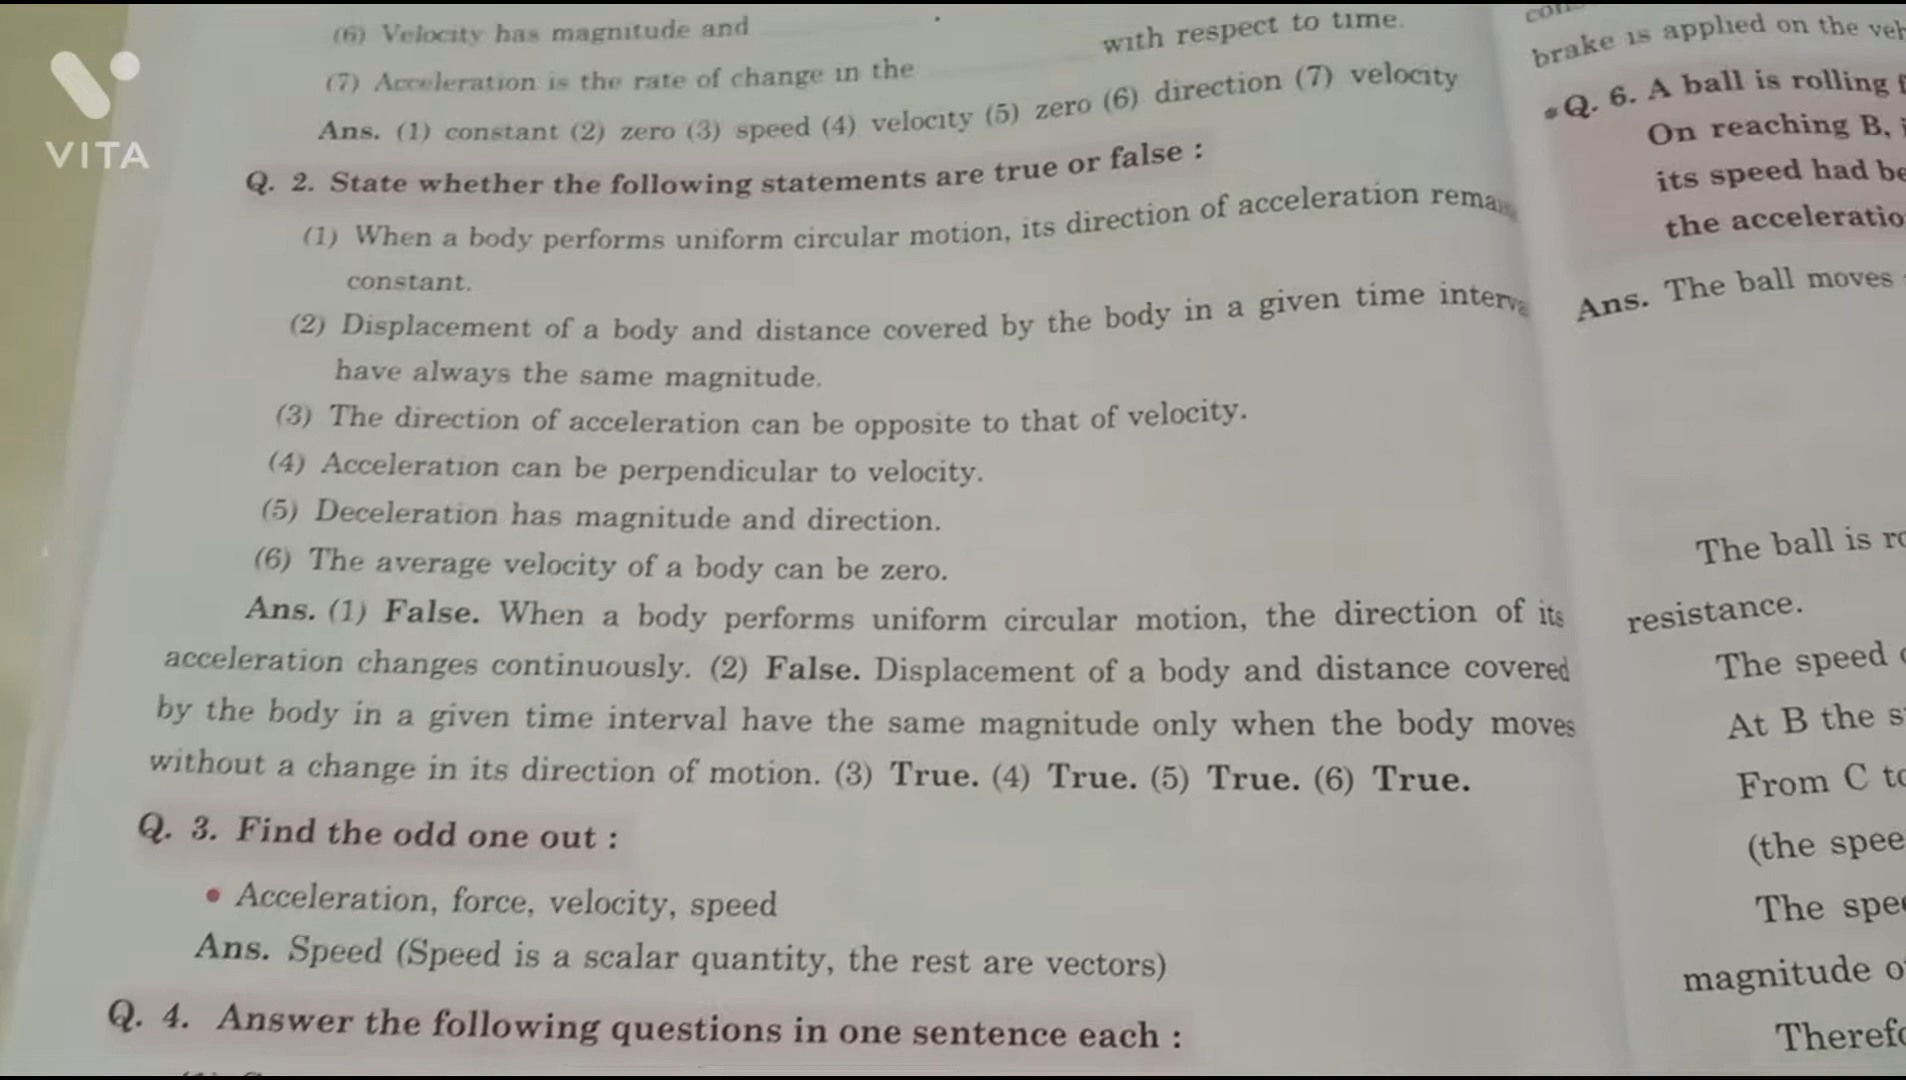 VITA
(6) Velocity has magnitude and
(7) Acceleration is the rate of change in the with respect to time.
Ans. (1) constant (2) zero (3) speed (4) velocity (5) zero (6) direction (7) velocity
Q. 2. State whether the following statements are true or false :
(1) When a body performs uniform circular motion, its direction of acceleration
constant.
(2) Displacement of a body and distance covered by the body in a given time
have always the same magnitude.
(3) The direction of acceleration can be opposite to that of velocity.
(4) Acceleration can be perpendicular to velocity.
(5) Deceleration has magnitude and direction.
(6) The average velocity of a body can be zero.
Ans. (1) False. When a body performs uniform circular motion, the direction of its
acceleration changes continuously. (2) False. Displacement of a body and distance covered
by the body in a given time interval have the same magnitude only when the body moves
without a change in its direction of motion. (3) True. (4) True. (5) True. (6) True.
Q. 3. Find the odd one out :
• Acceleration, force, velocity, speed
Ans. Speed (Speed is a scalar quantity, the rest are vectors)
Q. 4. Answer the following questions in one sentence each :
brake is applied on the
Q. 6. A ball is rolling
On reaching B,
its speed had
the
Ans. The ball moves
The ball is
resistance.
The speed
At B the
From C
(the
The
magnitude